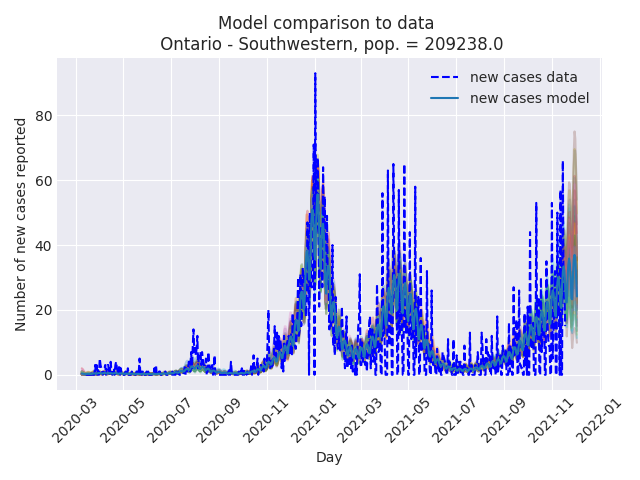 Model comparison to data
Ontario - Southwestern, pop. = 209238.0
new cases data
new cases model
Number of new cases reported
80
60
40
20
0
2020-03
2020-05
2020-07
2020-09
2020-11
2021-01
2021-03
2021-05
2021-07
2021-09
2021-11
2022-01
Day